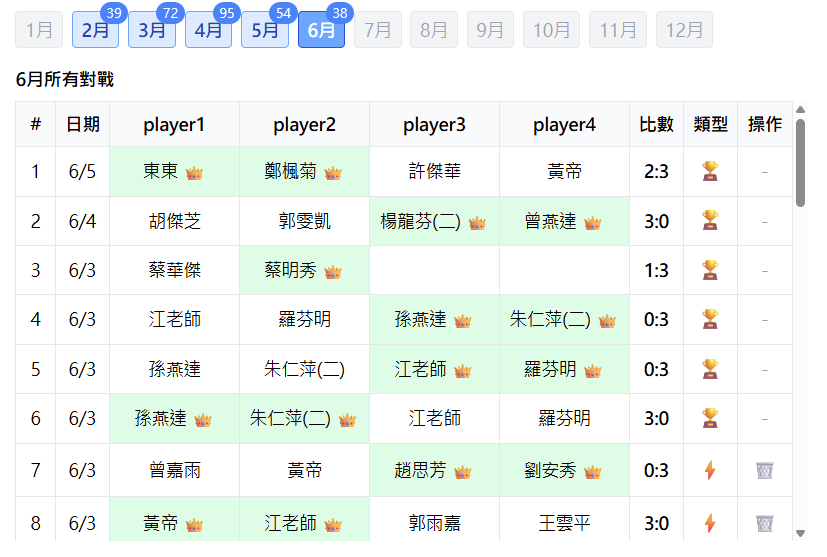 39 72 95 54 38
1月 2月 3月 4月 5月 6月 7月 8月 9月 10月 11月 12月
6月所有對戰
# 日期 player1 player2 player3 player4 比數 類型 操作
1 6/5 東東 鄭楓菊 許傑華 黃帝 2:3 -
2 6/4 胡傑芝 郭雯凱 楊龍芬(二) 曾燕達 3:0 -
3 6/3 蔡華傑 蔡明秀 1:3 -
4 6/3 江老師 羅芬明 孫燕達 朱仁萍(二) 0:3 -
5 6/3 孫燕達 朱仁萍(二) 江老師 羅芬明 0:3 -
6 6/3 孫燕達 朱仁萍(二) 江老師 羅芬明 3:0 -
7 6/3 曾嘉雨 黃帝 趙思芳 劉安秀 0:3
8 6/3 黃帝 江老師 郭雨嘉 王雲平 3:0